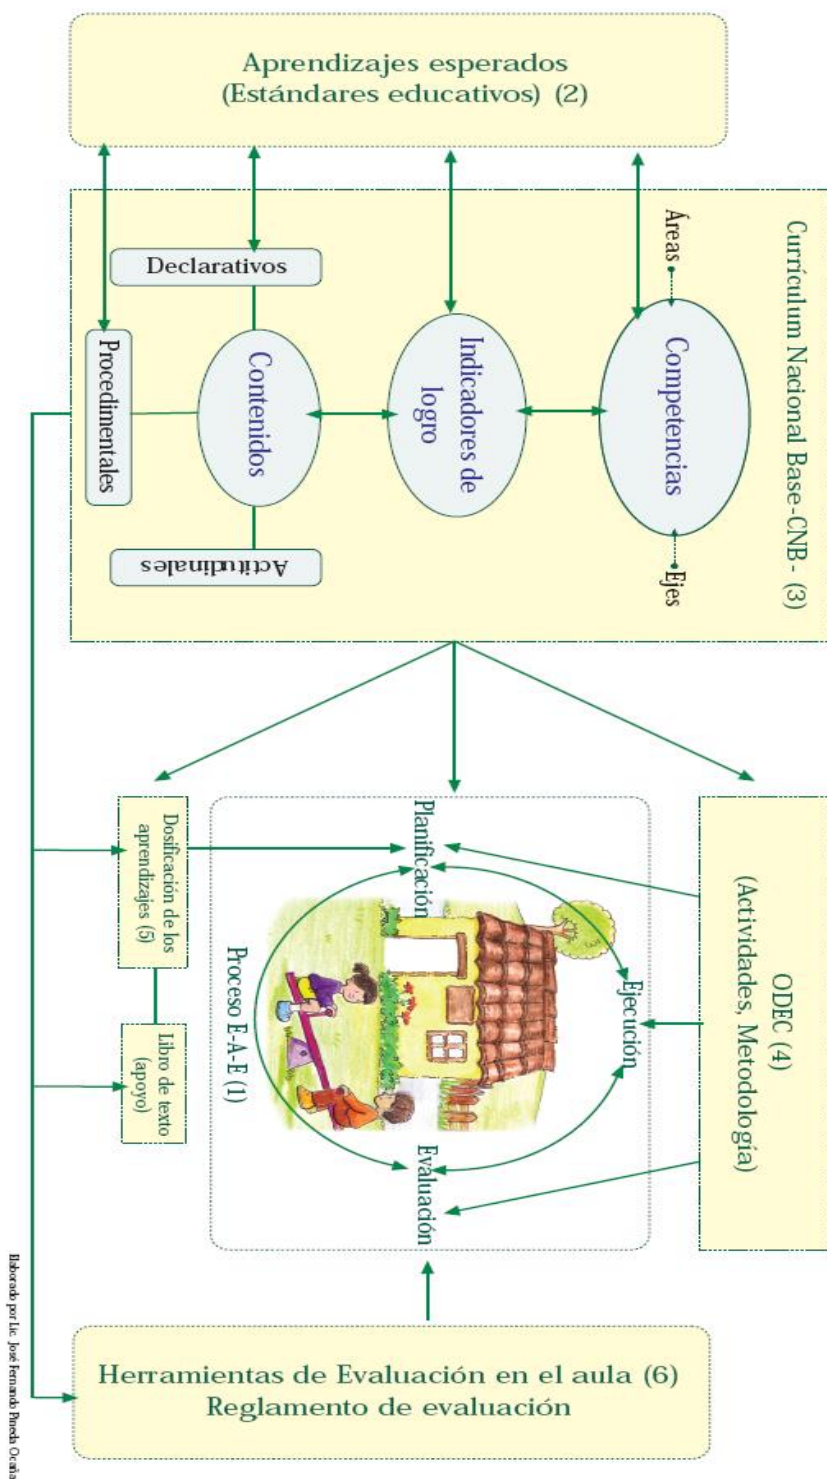 Aprendizajes esperados
(Estándares educativos) (2)
Currículum Nacional Base-CNB- (3)
Áreas
Competencias
Ejes
Indicadores de
logro
Contenidos
Declarativos
Procedimentales
Actitudinales
ODEC (4)
(Actividades, Metodología)
Planificación
Ejecución
Evaluación
Proceso E-A-E (1)
Dosificación de los
aprendizajes (5)
Libro de texto
(apoyo)
Herramientas de Evaluación en el aula (6)
Reglamento de evaluación
Elaborado por Lic. José Fernando Pineda Ocaña